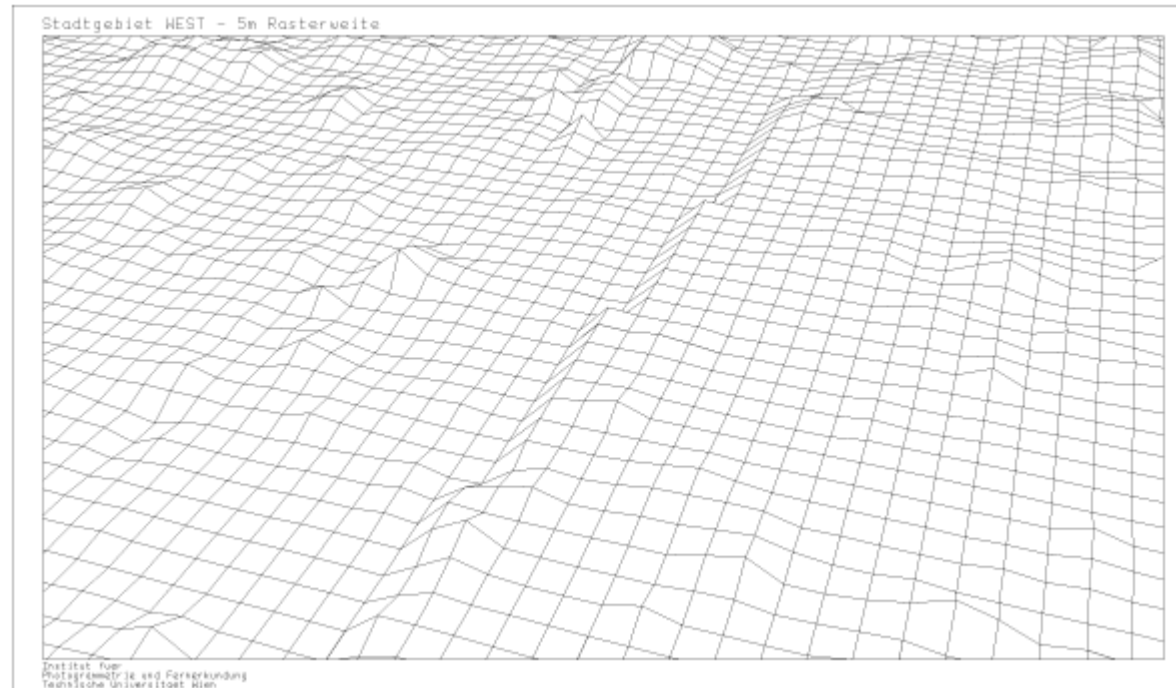 Stadtgebiet WEST - 5m Rasterweite
Institut fuer
Photogrammetrie und Fernerkundung
Technische Universitaet Wien